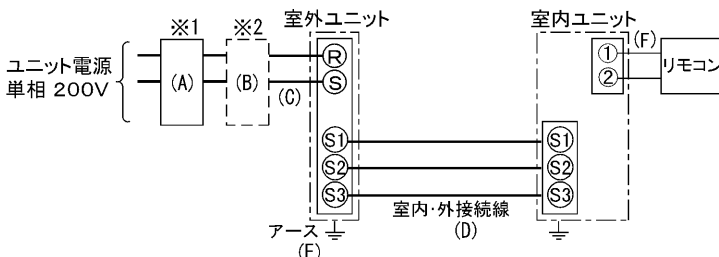 ※1
※2
室外ユニット
室内ユニット
ユニット電源
単相 200V
(A)
(B)
(C)
R
S
①
②
(F)
リモコン
S1
S2
S3
S1
S2
S3
室内・外接続線
(D)
アース
(E)